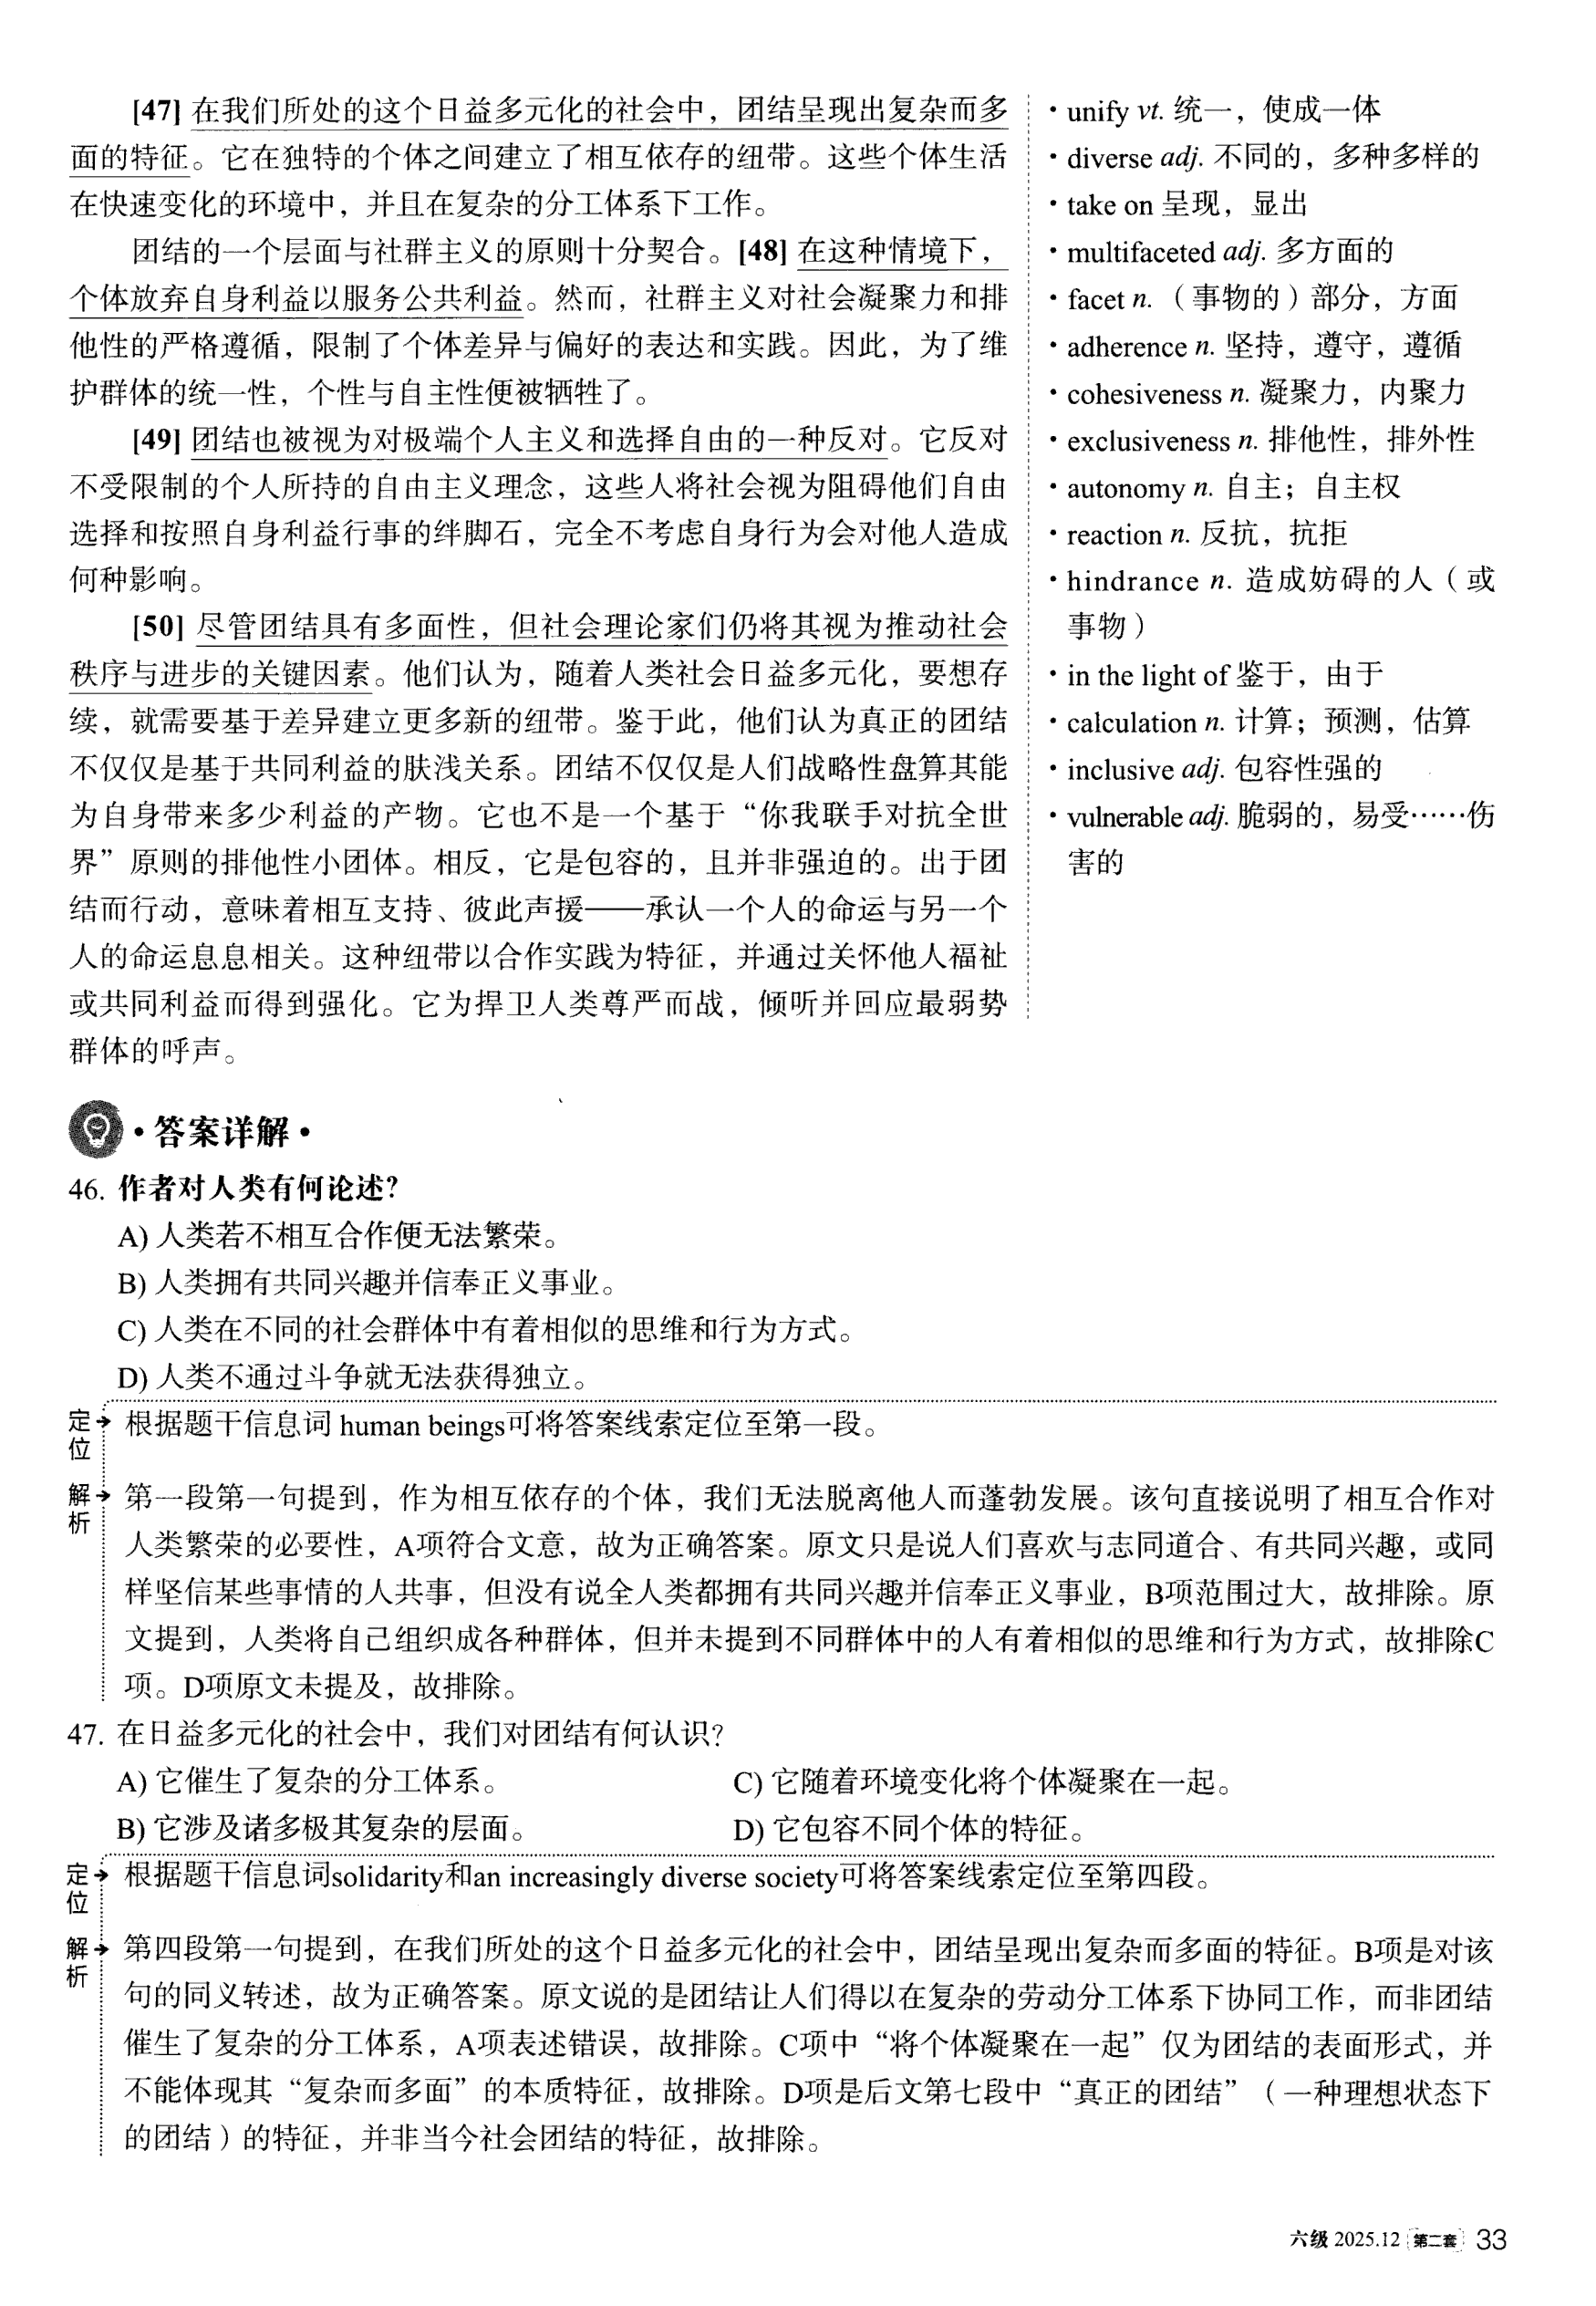 [47] 在我们所处的这个日益多元化的社会中，团结呈现出复杂而多
面的特征。它在独特的个体之间建立了相互依存的纽带。这些个体生活
在快速变化的环境中，并且在复杂的分工体系下工作。
团结的一个层面与社群主义的原则十分契合。[48] 在这种情境下，
个体放弃自身利益以服务公共利益。然而，社群主义对社会凝聚力和排
他性的严格遵循，限制了个体差异与偏好的表达和实践。因此，为了维
护群体的统一性，个性与自主性便被牺牲了。
[49] 团结也被视为对极端个人主义和选择自由的一种反对。它反对
不受限制的个人所持的自由主义理念，这些人将社会视为阻碍他们自由
选择和按照自身利益行事的绊脚石，完全不考虑自身行为会对他人造成
何种影响。
[50] 尽管团结具有多面性，但社会理论家们仍将其视为推动社会
秩序与进步的关键因素。他们认为，随着人类社会日益多元化，要想存
续，就需要基于差异建立更多新的纽带。鉴于此，他们认为真正的团结
不仅仅是基于共同利益的肤浅关系。团结不仅仅是人们战略性盘算其能
为自身带来多少利益的产物。它也不是一个基于“你我联手对抗全世
界”原则的排他性小团体。相反，它是包容的，且并非强迫的。出于团
结而行动，意味着相互支持、彼此声援——承认一个人的命运与另一个
人的命运息息相关。这种纽带以合作实践为特征，并通过关怀他人福祉
或共同利益而得到强化。它为捍卫人类尊严而战，倾听并回应最弱势
群体的呼声。
· unify vt. 统一，使成一体
· diverse adj. 不同的，多种多样的
· take on 呈现，显出
· multifaceted adj. 多方面的
· facet n. （事物的）部分，方面
· adherence n. 坚持，遵守，遵循
· cohesiveness n. 凝聚力，内聚力
· exclusiveness n. 排他性，排外性
· autonomy n. 自主；自主权
· reaction n. 反抗，抗拒
· hindrance n. 造成妨碍的人（或
事物）
· in the light of 鉴于，由于
· calculation n. 计算；预测，估算
· inclusive adj. 包容性强的
· vulnerable adj. 脆弱的，易受……伤
害的
·答案详解·
46. 作者对人类有何论述？
A) 人类若不相互合作便无法繁荣。
B) 人类拥有共同兴趣并信奉正义事业。
C) 人类在不同的社会群体中有着相似的思维和行为方式。
D) 人类不通过斗争就无法获得独立。
定位 根据题干信息词 human beings可将答案线索定位至第一段。
解析 第一段第一句提到，作为相互依存的个体，我们无法脱离他人而蓬勃发展。该句直接说明了相互合作对
人类繁荣的必要性，A项符合文意，故为正确答案。原文只是说人们喜欢与志同道合、有共同兴趣，或同
样坚信某些事情的人共事，但没有说全人类都拥有共同兴趣并信奉正义事业，B项范围过大，故排除。原
文提到，人类将自己组织成各种群体，但并未提到不同群体中的人有着相似的思维和行为方式，故排除C
项。D项原文未提及，故排除。
47. 在日益多元化的社会中，我们对团结有何认识？
A) 它催生了复杂的分工体系。
B) 它涉及诸多极其复杂的层面。
C) 它随着环境变化将个体凝聚在一起。
D) 它包容不同个体的特征。
定位 根据题干信息词solidarity和an increasingly diverse society可将答案线索定位至第四段。
解析 第四段第一句提到，在我们所处的这个日益多元化的社会中，团结呈现出复杂而多面的特征。B项是对该
句的同义转述，故为正确答案。原文说的是团结让人们得以在复杂的劳动分工体系下协同工作，而非团结
催生了复杂的分工体系，A项表述错误，故排除。C项中“将个体凝聚在一起”仅为团结的表面形式，并
不能体现其“复杂而多面”的本质特征，故排除。D项是后文第七段中“真正的团结”（一种理想状态下
的团结）的特征，并非当今社会团结的特征，故排除。
六级 2025.12 第二套 33